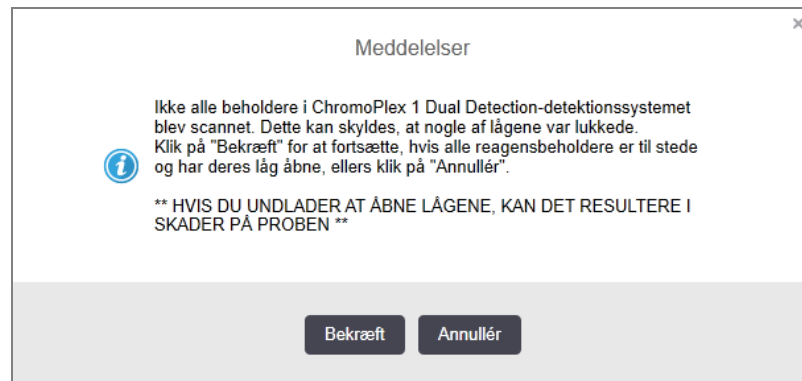 Meddelelser
Ikke alle beholdere i ChromoPlex 1 Dual Detection-detektionssystemet
blev scannet. Dette kan skyldes, at nogle af lågene var lukkede.
Klik på "Bekræft" for at fortsætte, hvis alle reagensbeholdere er til stede
og har deres låg åbne, ellers klik på "Annullér".
** HVIS DU UNDLADER AT ÅBNE LÅGENE, KAN DET RESULTERE I
SKADER PÅ PROBEN **
Bekræft Annullér